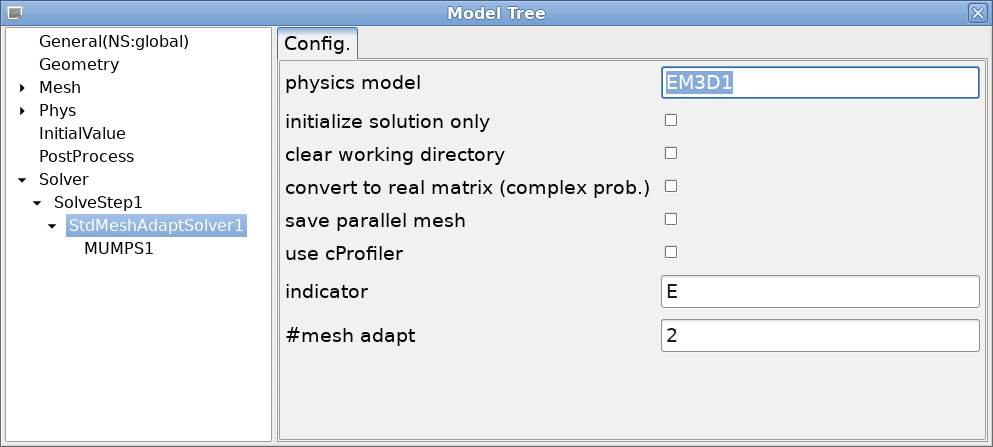 Model Tree
General(NS:global)
Geometry
Mesh
Phys
InitialValue
PostProcess
Solver
SolveStep1
StdMeshAdaptSolver1
MUMPS1
Config.
physics model EM3D1
initialize solution only
clear working directory
convert to real matrix (complex prob.)
save parallel mesh
use cProfiler
indicator E
#mesh adapt 2